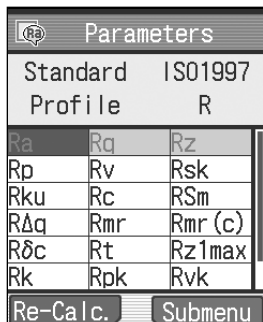 Ra Parameters
Standard ISO1997
Profile R
Ra Rq Rz
Rp Rv Rsk
Rku Rc RSm
RΔq Rmr Rmr(c)
Rδc Rt Rz1max
Rk Rpk Rvk
Re-Calc. Submenu